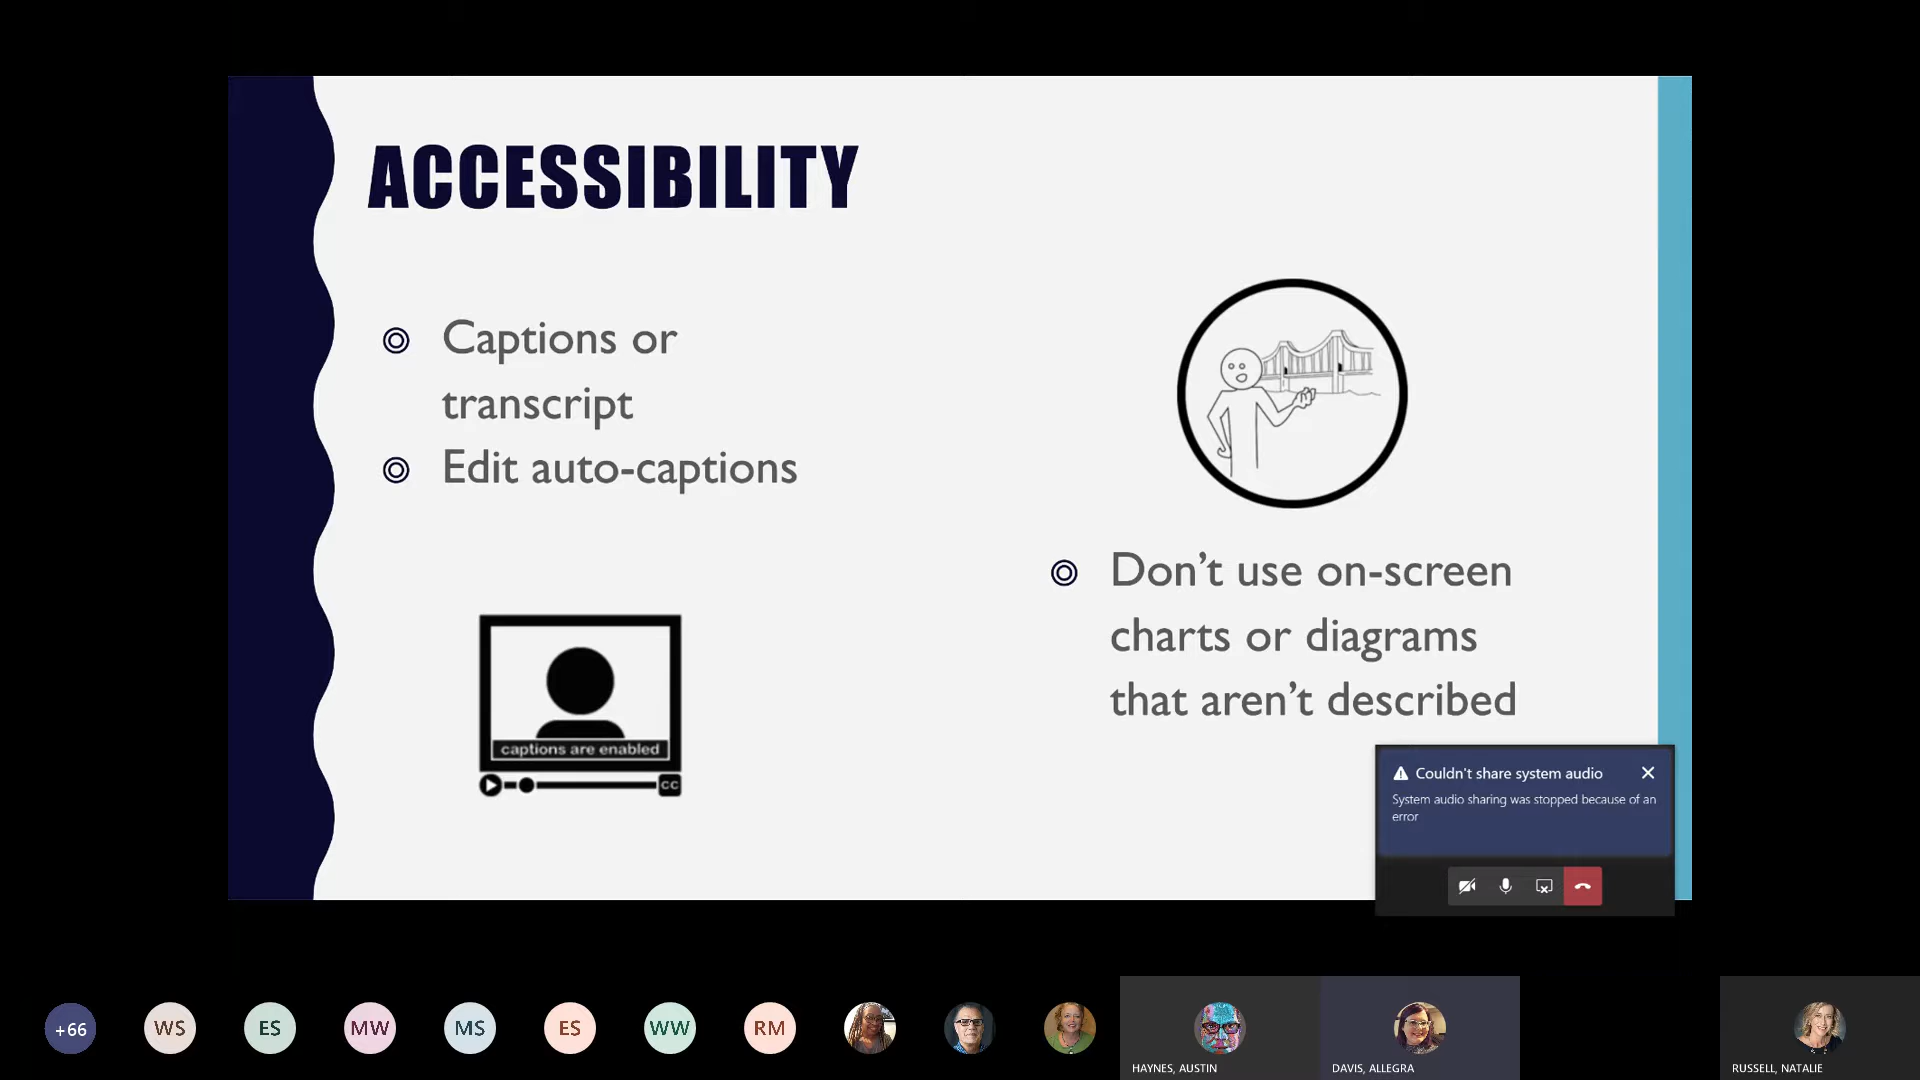 ACCESSIBILITY
Captions or
transcript
Edit auto-captions
captions are enabled
CC
Don't use on-screen
charts or diagrams
that aren't described
Couldn't share system audio
System audio sharing was stopped because of an
error
+66
WS
ES
MW
MS
ES
WW
RM
HAYNES, AUSTIN
DAVIS, ALLEGRA
RUSSELL, NATALIE